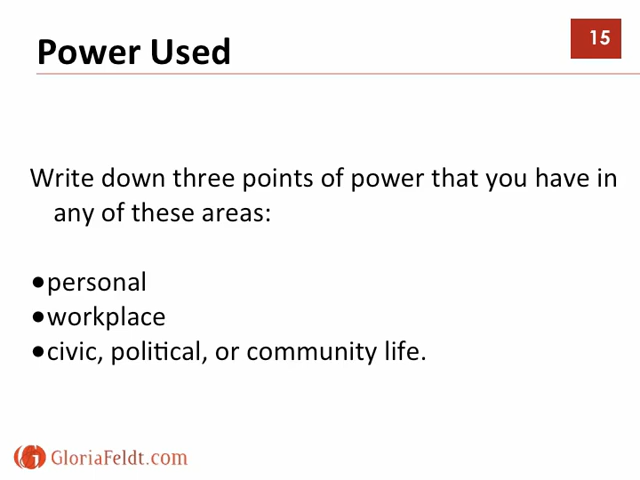 Power Used
15
Write down three points of power that you have in
any of these areas:
●personal
●workplace
●civic, political, or community life.
GloriaFeldt.com